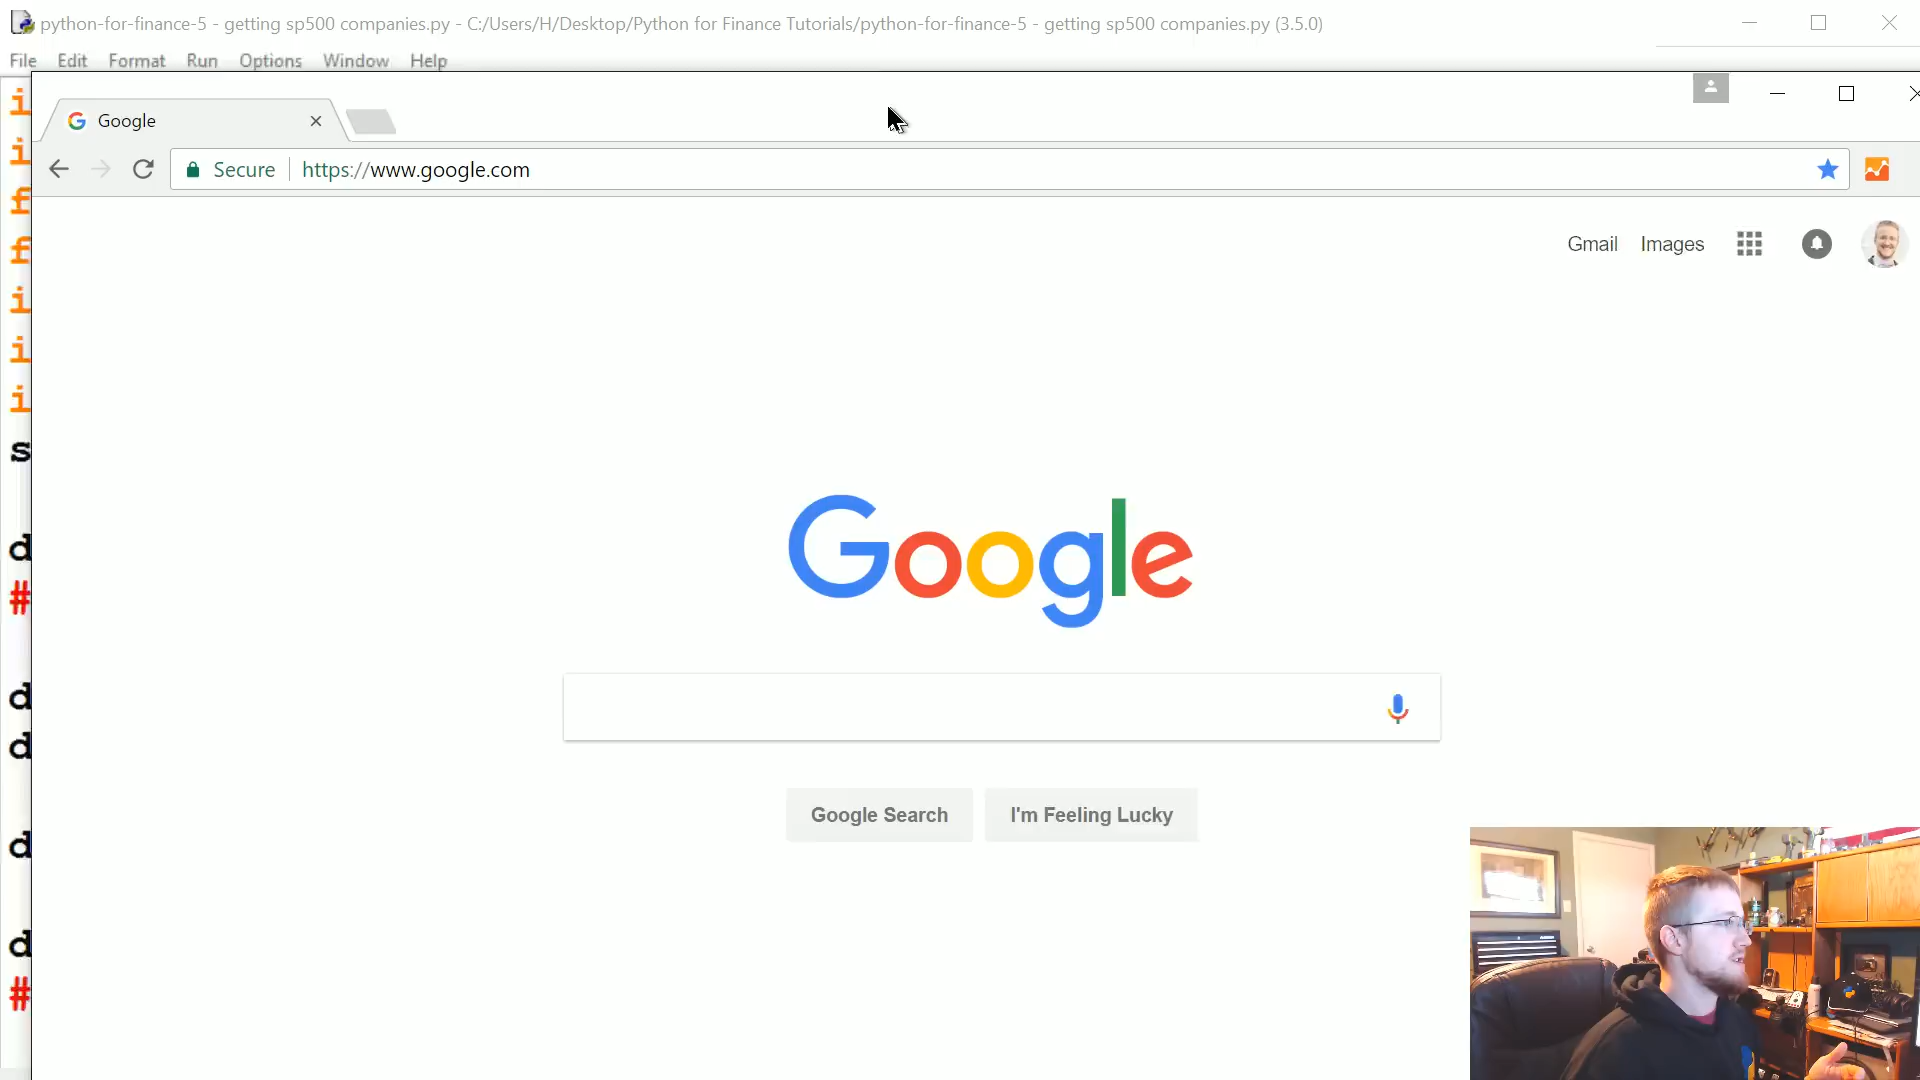 python-for-finance-5 - getting sp500 companies.py - C:/Users/H/Desktop/Python for Finance Tutorials/python-for-finance-5 - getting sp500 companies.py (3.5.0)
File Edit Format Run Options Window Help
Google
Secure https://www.google.com
Gmail Images
i
i
f
f
i
i
i
s
d
#
d
d
d
d
#
Google
Google Search I'm Feeling Lucky